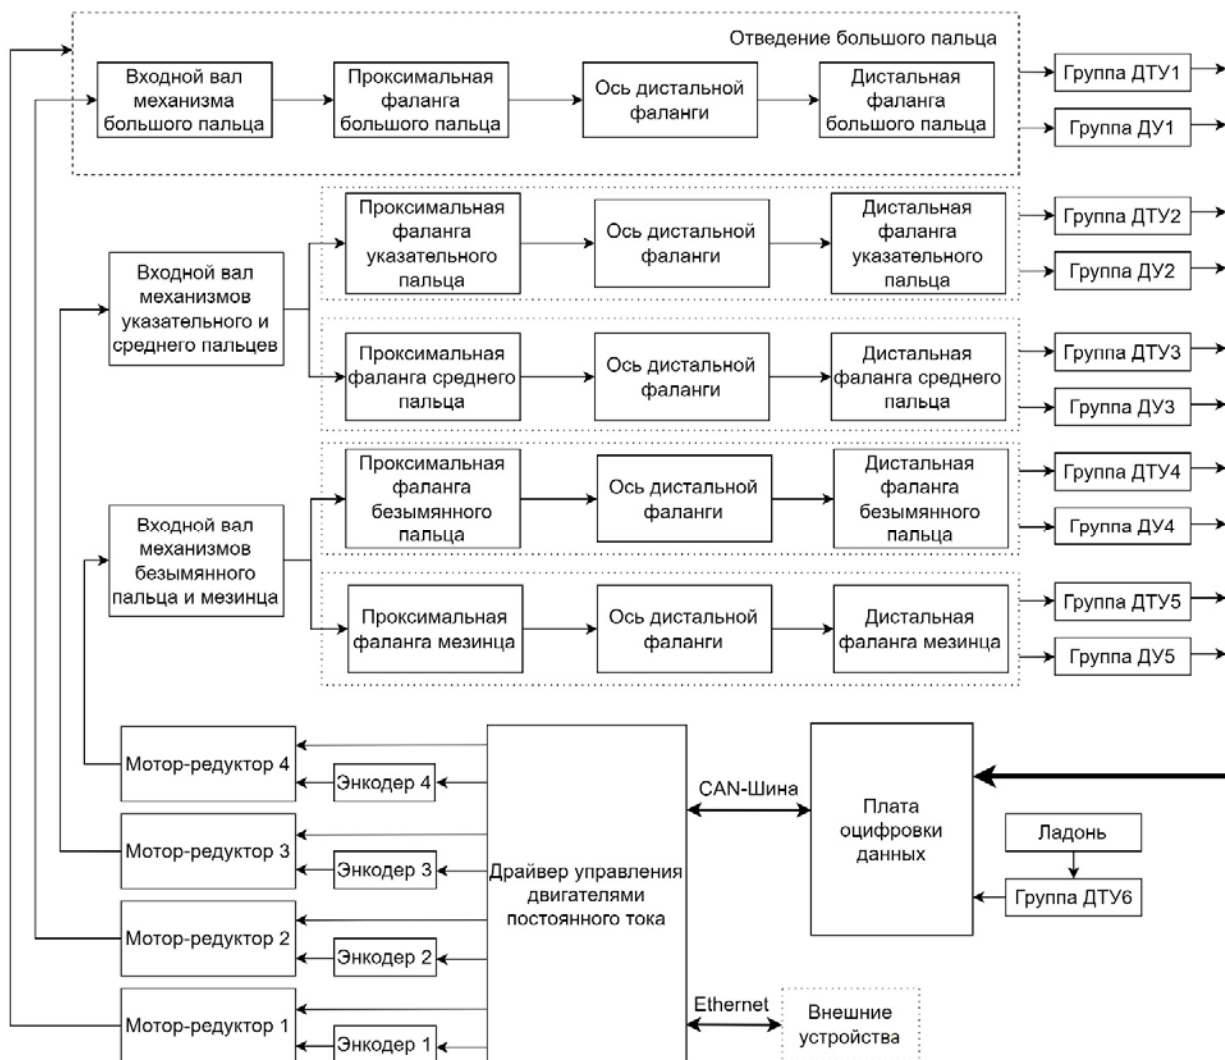 Отведение большого пальца
Входной вал
механизма
большого пальца
Проксимальная
фаланга
большого пальца
Ось дистальной
фаланги
Дистальная
фаланга
большого пальца
Группа ДТУ1
Группа ДУ1
Входной вал
механизмов
указательного и
среднего пальцев
Проксимальная
фаланга
указательного
пальца
Ось дистальной
фаланги
Дистальная
фаланга
указательного
пальца
Группа ДТУ2
Группа ДУ2
Проксимальная
фаланга среднего
пальца
Ось дистальной
фаланги
Дистальная
фаланга среднего
пальца
Группа ДТУ3
Группа ДУ3
Входной вал
механизмов
безымянного
пальца и мезинца
Проксимальная
фаланга
безымянного
пальца
Ось дистальной
фаланги
Дистальная
фаланга
безымянного
пальца
Группа ДТУ4
Группа ДУ4
Проксимальная
фаланга мезинца
Ось дистальной
фаланги
Дистальная
фаланга мезинца
Группа ДТУ5
Группа ДУ5
Мотор-редуктор 4
Энкодер 4
Мотор-редуктор 3
Энкодер 3
Мотор-редуктор 2
Энкодер 2
Мотор-редуктор 1
Энкодер 1
Драйвер управления
двигателями
постоянного тока
CAN-Шина
Плата
оцифровки
данных
Ладонь
Группа ДТУ6
Ethernet
Внешние
устройства